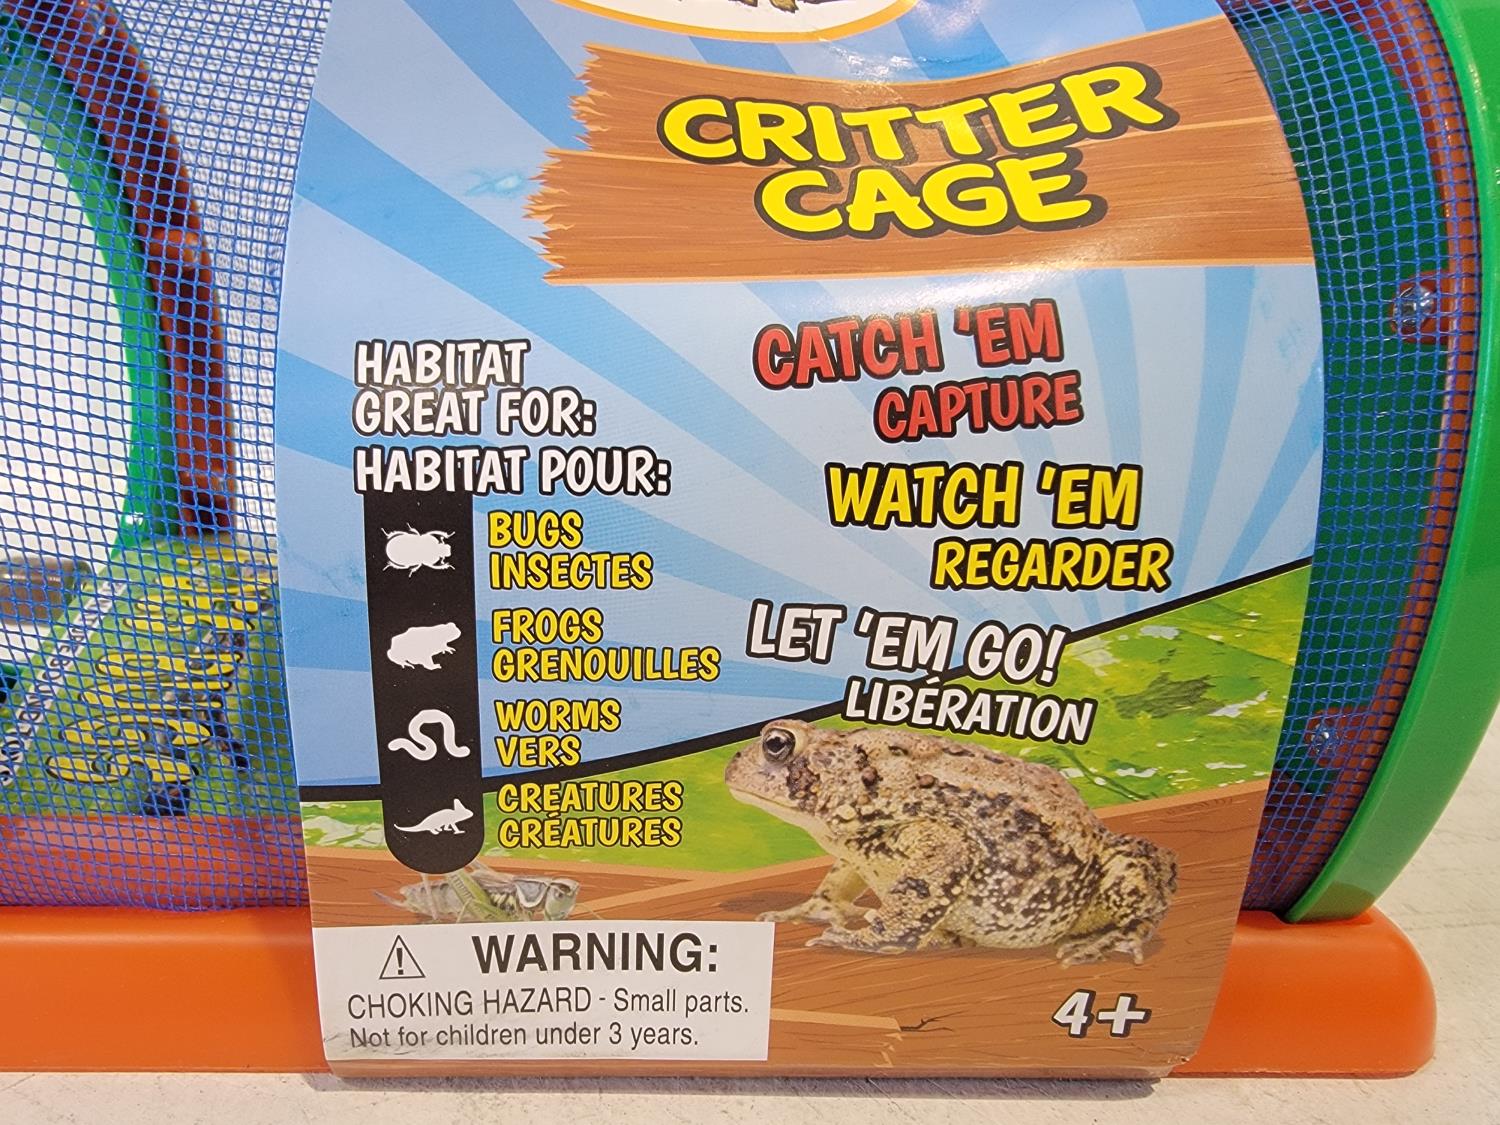 CRITTER
CAGE
HABITAT
GREAT FOR:
HABITAT POUR:
BUGS
INSECTES
FROGS
GRENOUILLES
WORMS
VERS
CREATURES
CRÉATURES
CATCH 'EM
CAPTURE
WATCH 'EM
REGARDER
LET 'EM GO!
LIBÉRATION
WARNING:
CHOKING HAZARD - Small parts.
Not for children under 3 years.
4+